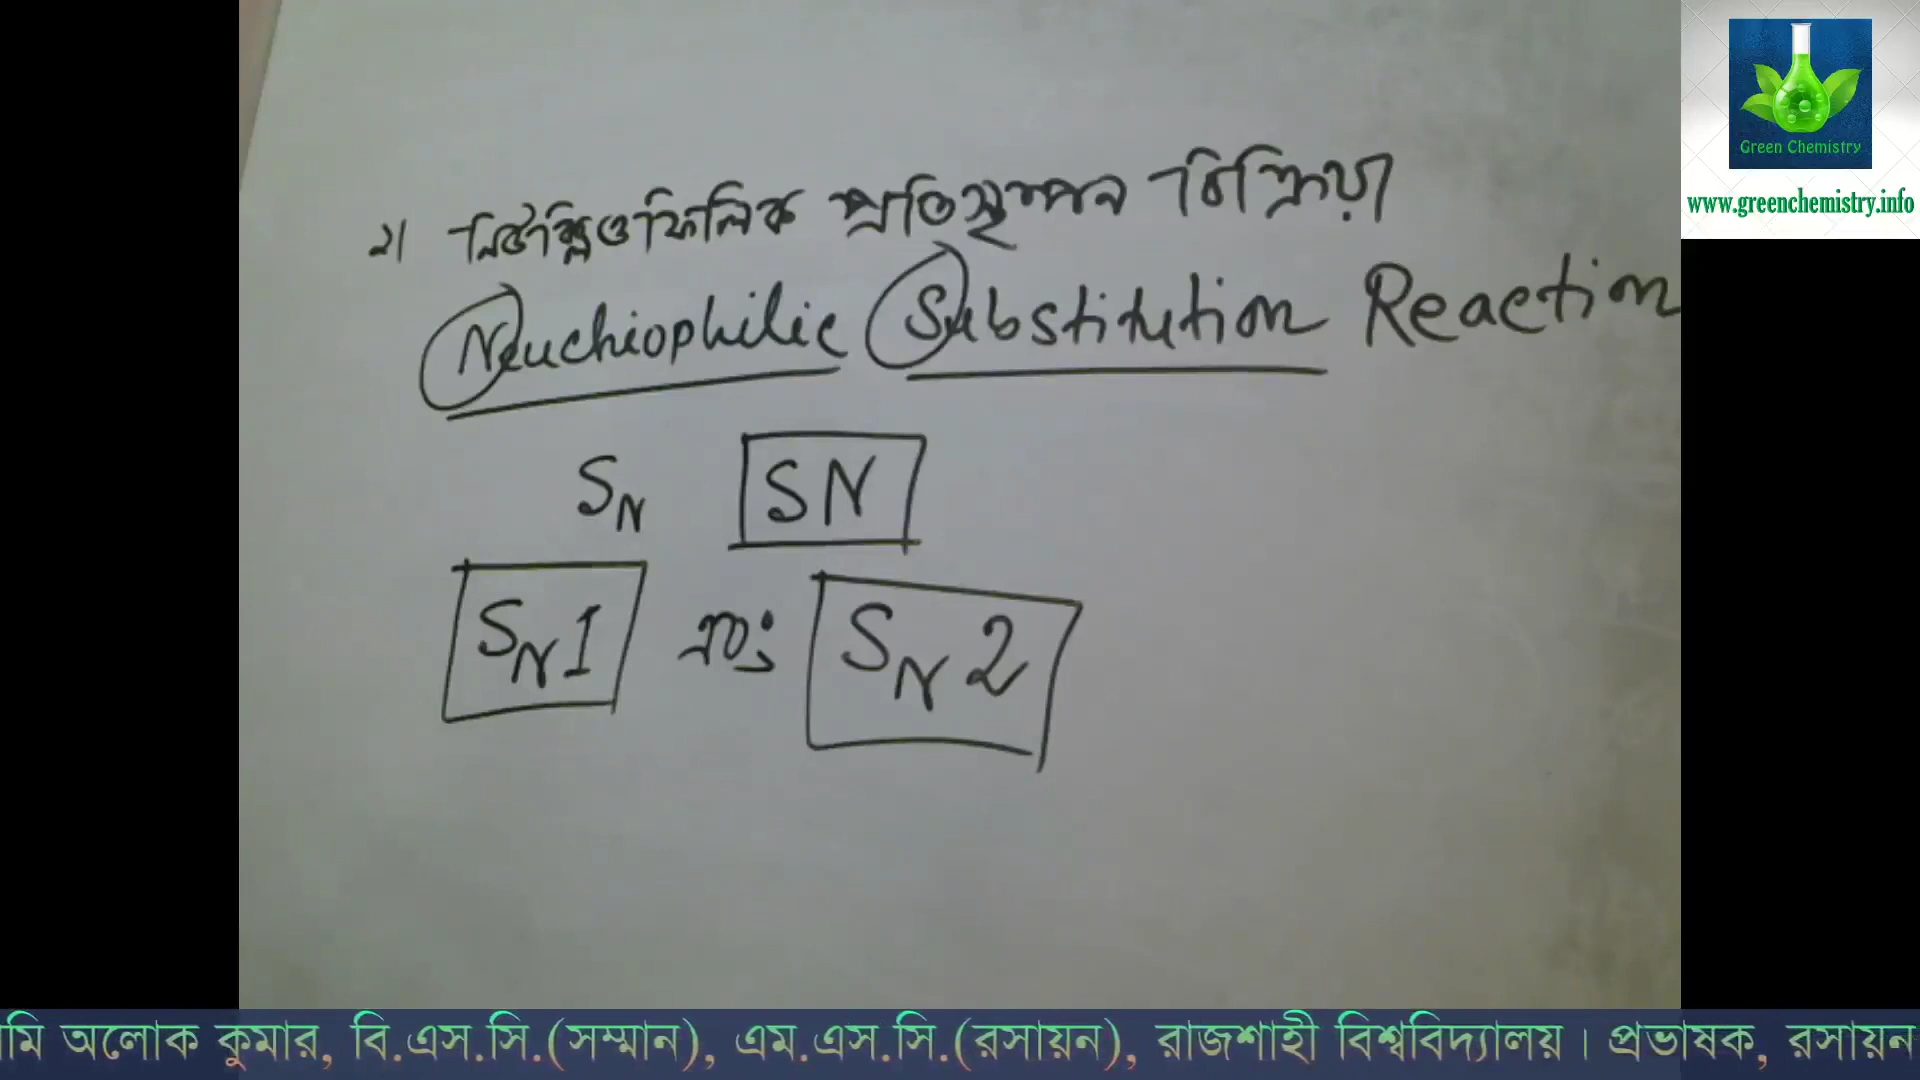 Green Chemistry
www.greenchemistry.info
২। নিউক্লিওফিলিক প্রতিস্থাপন বিক্রিয়া
Neuchiophilic Substitution Reaction
SN SN
SN1 এবং SN2
মি অলোক কুমার, বি.এস.সি.(সম্মান), এম.এস.সি.(রসায়ন), রাজশাহী বিশ্ববিদ্যালয়। প্রভাষক, রসায়ন